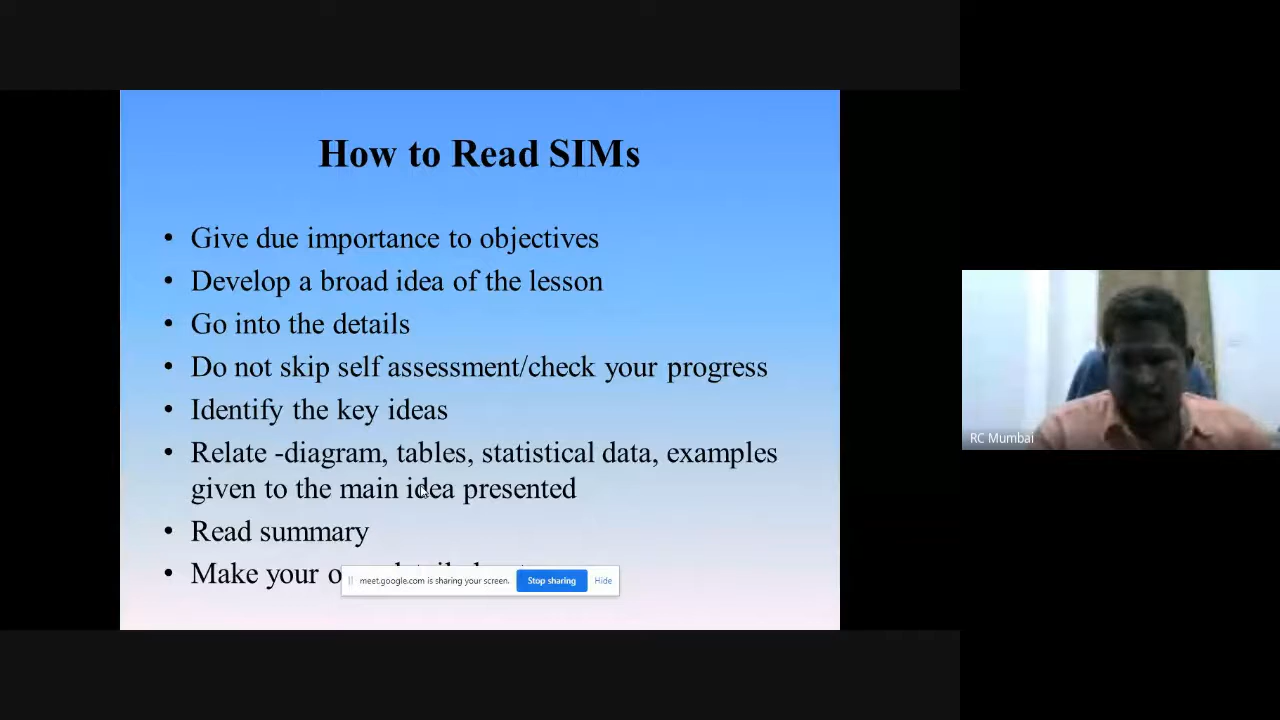 How to Read SIMs
• Give due importance to objectives
• Develop a broad idea of the lesson
• Go into the details
• Do not skip self assessment/check your progress
• Identify the key ideas
• Relate -diagram, tables, statistical data, examples
given to the main idea presented
• Read summary
• Make your
meet.google.com is sharing your screen.
Stop sharing
Hide
RC Mumbai